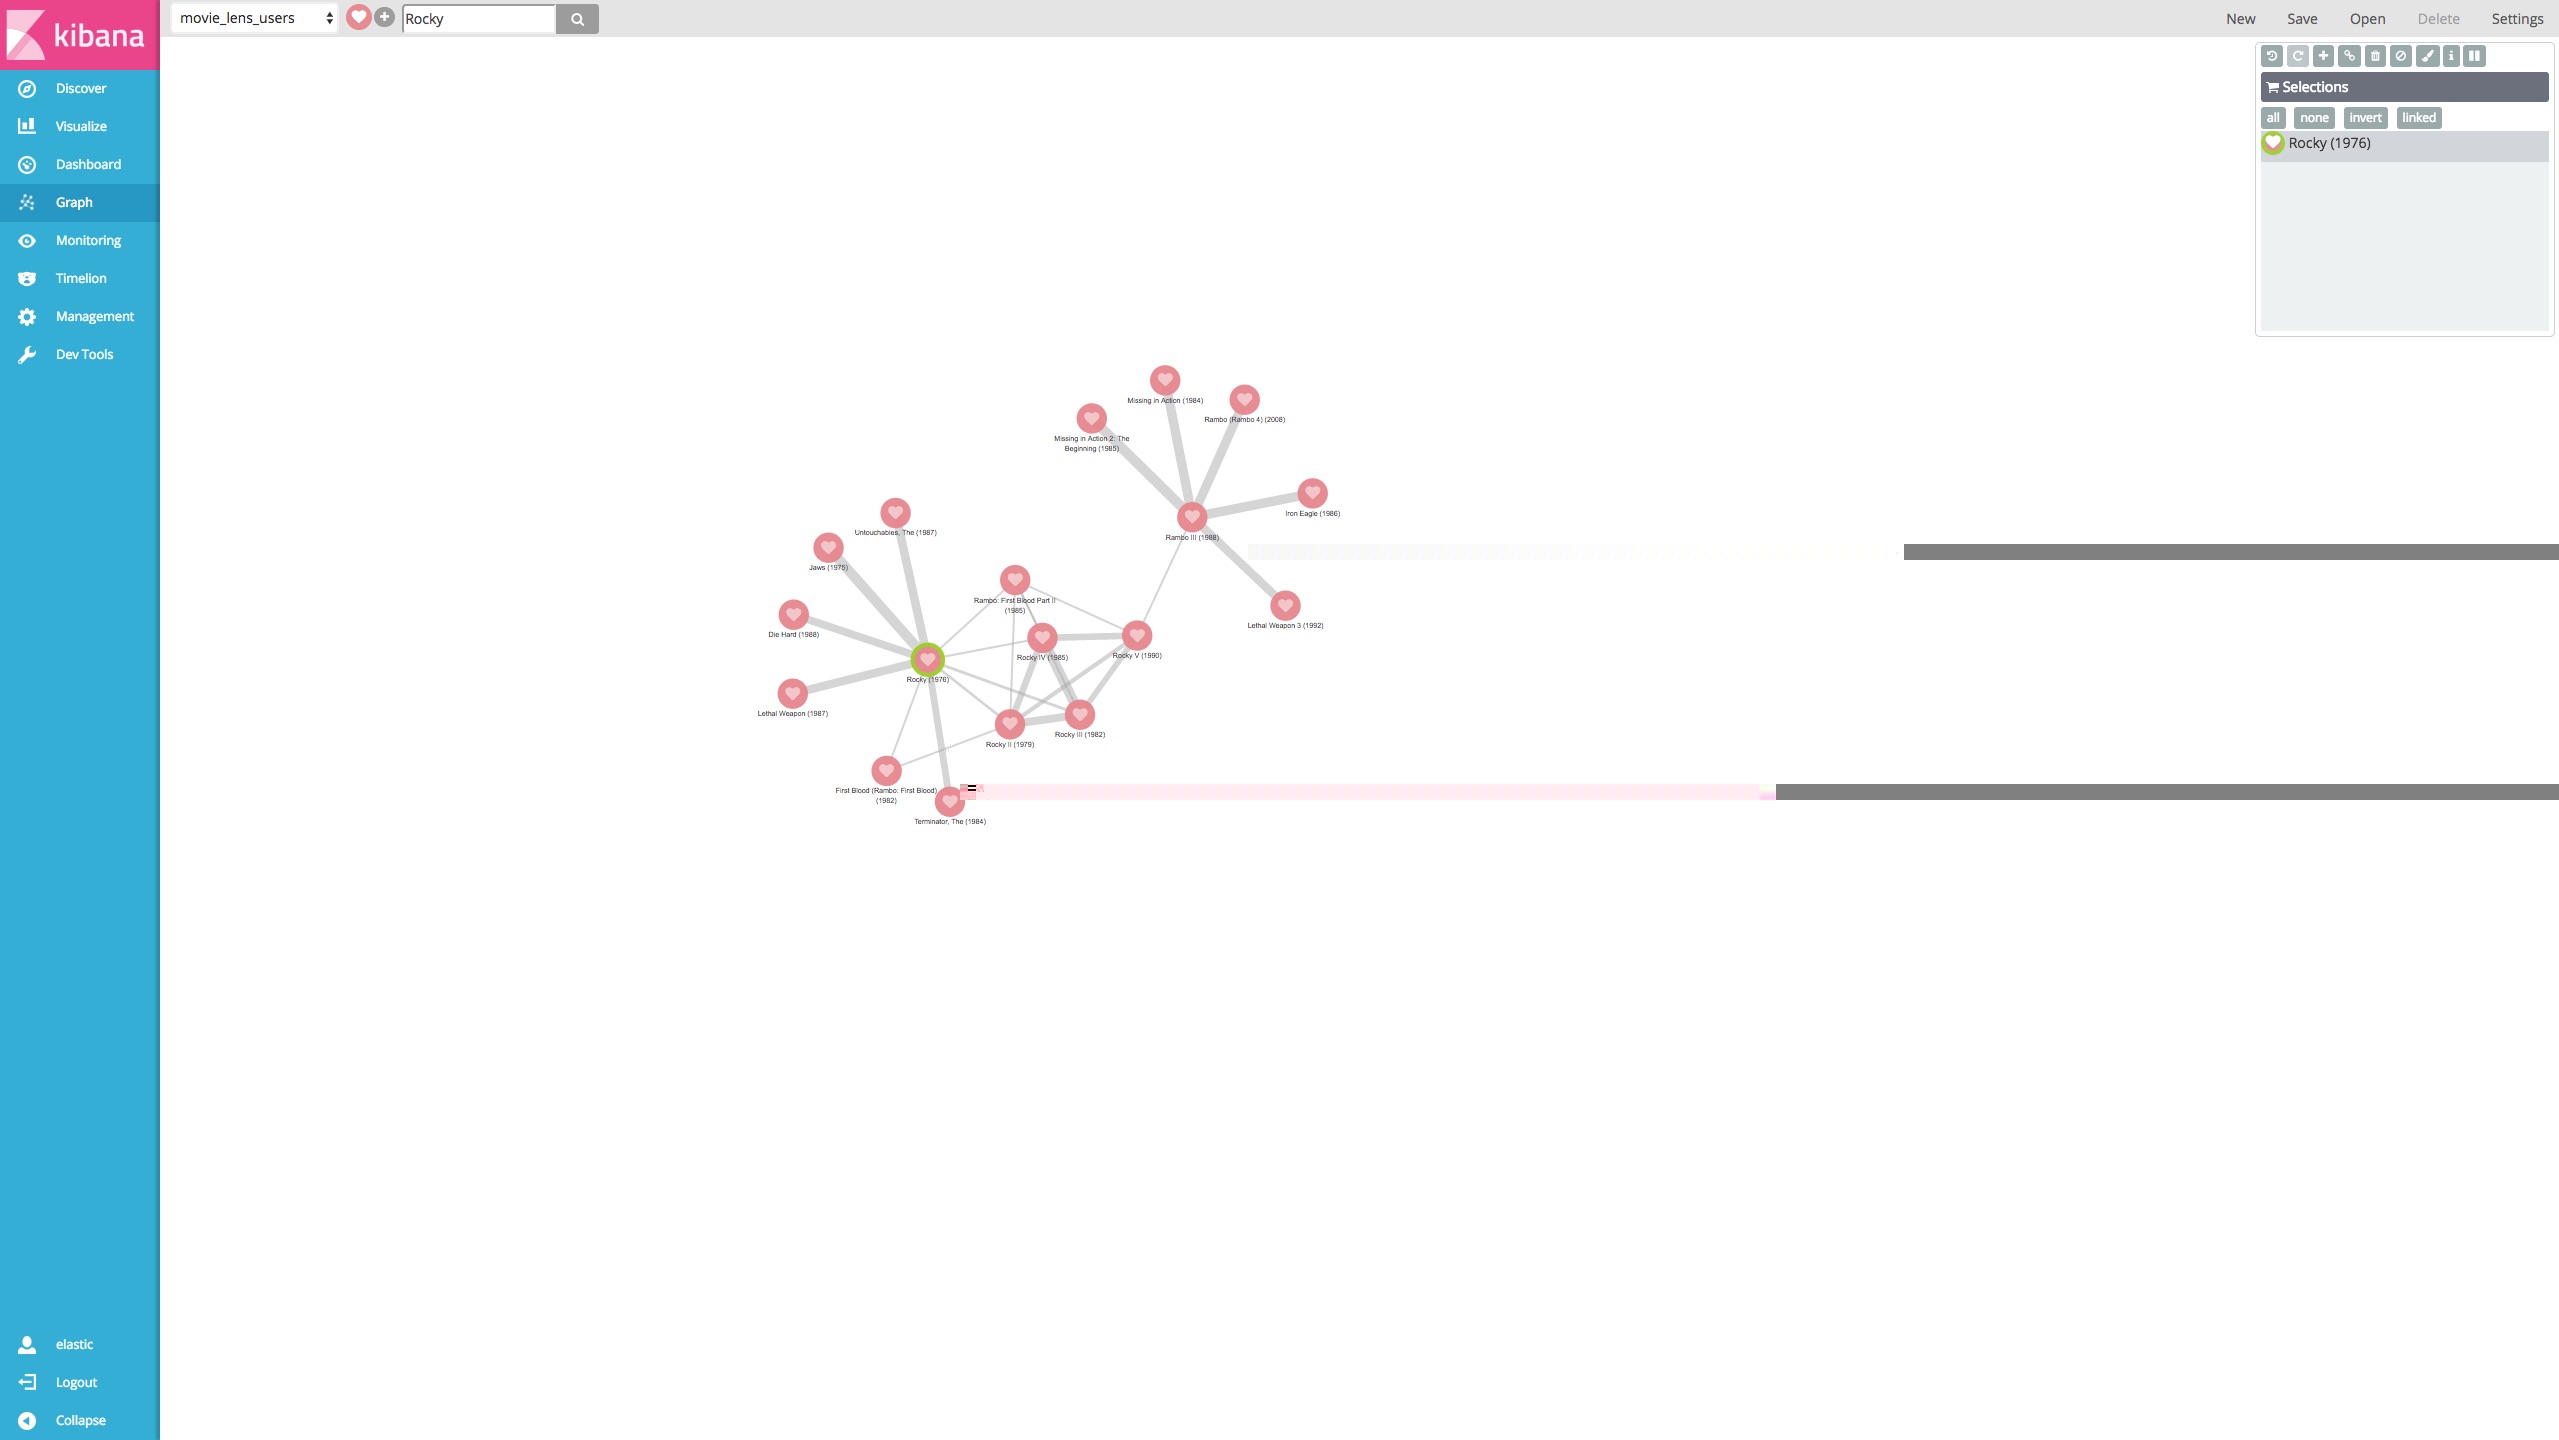 kibana
movie_lens_users
Rocky
New
Save
Open
Delete
Settings
Discover
Visualize
Dashboard
Graph
Monitoring
Timelion
Management
Dev Tools
Selections
all
none
invert
linked
Rocky (1976)
Missing in Action (1984)
Rambo (Rambo 4) (2008)
Missing in Action 2: The
Beginning (1985)
Iron Eagle (1986)
Untouchables, The (1987)
Rambo III (1988)
Jaws (1975)
Rambo: First Blood Part II
(1985)
Lethal Weapon 3 (1992)
Die Hard (1988)
Rocky IV (1985)
Rocky V (1990)
Rocky (1976)
Lethal Weapon (1987)
Rocky III (1982)
Rocky II (1979)
First Blood (Rambo: First Blood)
(1982)
Terminator, The (1984)
elastic
Logout
Collapse